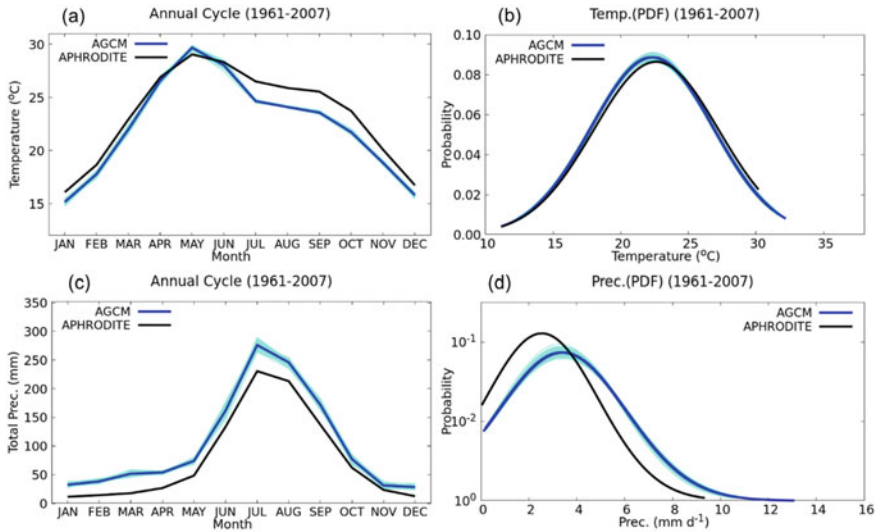 (a) Annual Cycle (1961-2007)
AGCM
APHRODITE
Temperature (°C)
30
25
20
15
JAN FEB MAR APR MAY JUN JUL AUG SEP OCT NOV DEC
Month
(b) Temp.(PDF) (1961-2007)
AGCM
APHRODITE
Probability
0.10
0.08
0.06
0.04
0.02
0.00
10 15 20 25 30 35
Temperature (°C)
(c) Annual Cycle (1961-2007)
AGCM
APHRODITE
Total Prec. (mm)
350
300
250
200
150
100
50
0
JAN FEB MAR APR MAY JUN JUL AUG SEP OCT NOV DEC
Month
(d) Prec.(PDF) (1961-2007)
AGCM
APHRODITE
Probability
10⁻¹
10⁻²
10⁰
0 2 4 6 8 10 12 14 16
Prec. (mm d⁻¹)